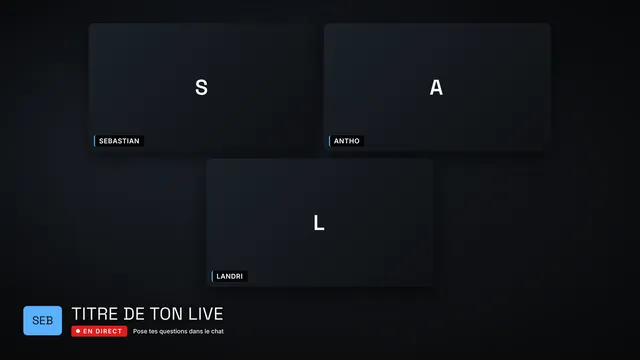 S
A
SEBASTIAN
ANTHO
L
LANDRI
SEB
TITRE DE TON LIVE
EN DIRECT
Pose tes questions dans le chat